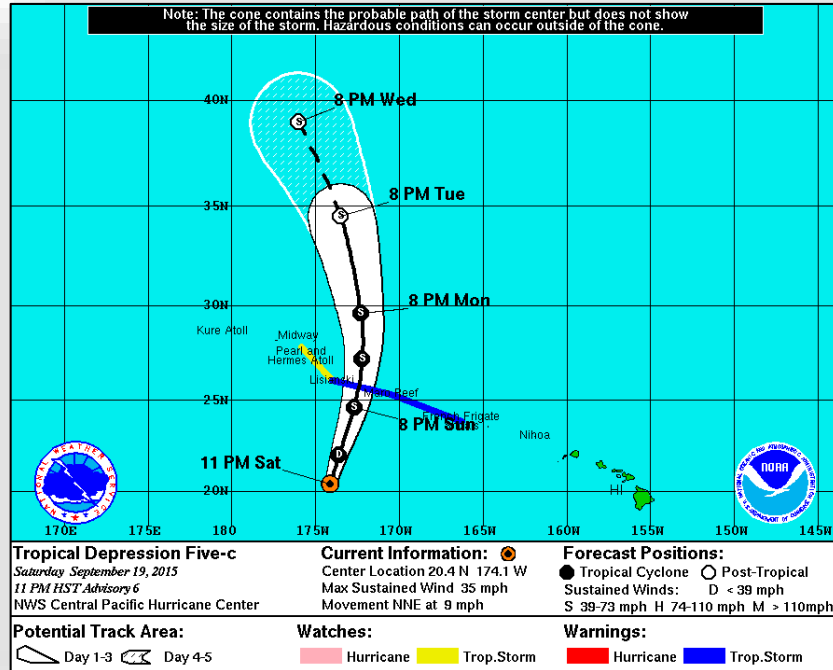 Note: The cone contains the probable path of the storm center but does not show
the size of the storm. Hazardous conditions can occur outside of the cone.
40N
8 PM Wed
35N
8 PM Tue
30N
8 PM Mon
Kure Atoll
Midway
Pearl and
Hermes Atoll
Lisianski
Maro Reef
25N
French Frigate
8 PM Sun
Nihoa
11 PM Sat
20N
HI
NATIONAL WEATHER SERVICE
NOAA
170E
175E
180
175W
170W
165W
160W
155W
150W
145W
S
S
S
S
S
D
Tropical Depression Five-c
Saturday September 19, 2015
11 PM HST Advisory 6
NWS Central Pacific Hurricane Center
Current Information:
Center Location 20.4 N 174.1 W
Max Sustained Wind 35 mph
Movement NNE at 9 mph
Forecast Positions:
Tropical Cyclone Post-Tropical
Sustained Winds: D < 39 mph
S 39-73 mph H 74-110 mph M > 110mph
Potential Track Area:
Day 1-3 Day 4-5
Watches:
Hurricane Trop.Storm
Warnings:
Hurricane Trop.Storm